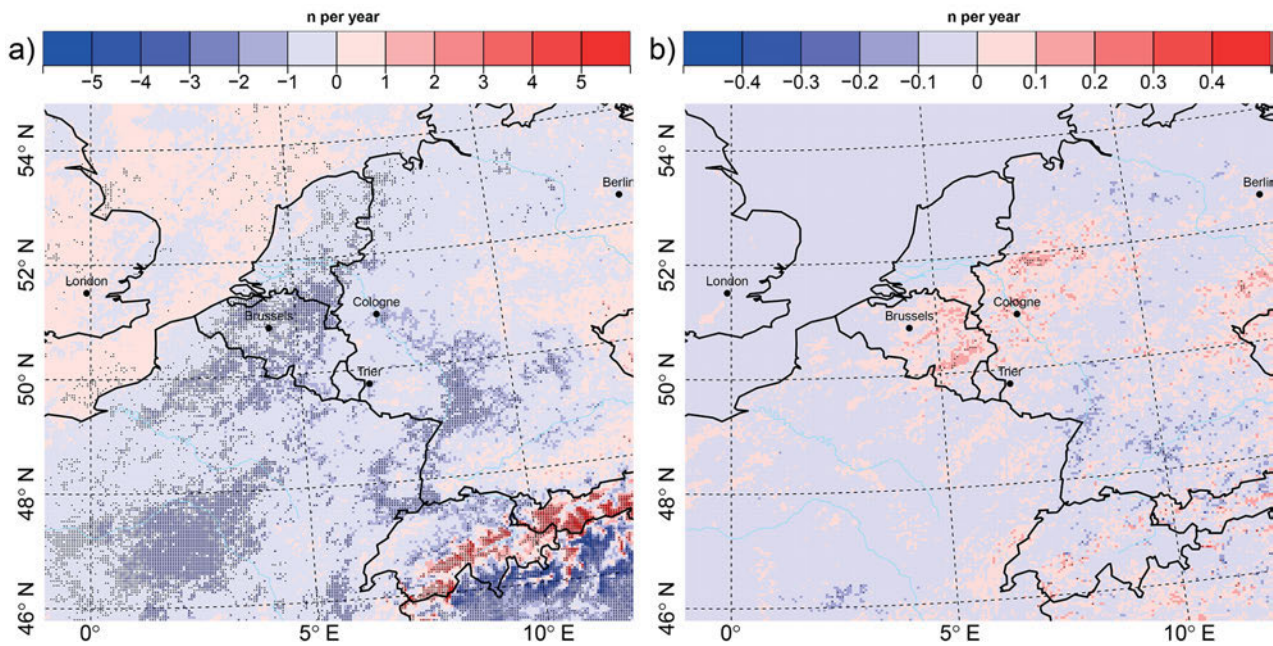 n per year
a)
−5 −4 −3 −2 −1 0 1 2 3 4 5
54° N
52° N
50° N
48° N
46° N
Berlin
London
Brussels
Cologne
Trier
0° 5° E 10° E
n per year
b)
−0.4 −0.3 −0.2 −0.1 0 0.1 0.2 0.3 0.4
54° N
52° N
50° N
48° N
46° N
Berlin
London
Brussels
Cologne
Trier
0° 5° E 10° E